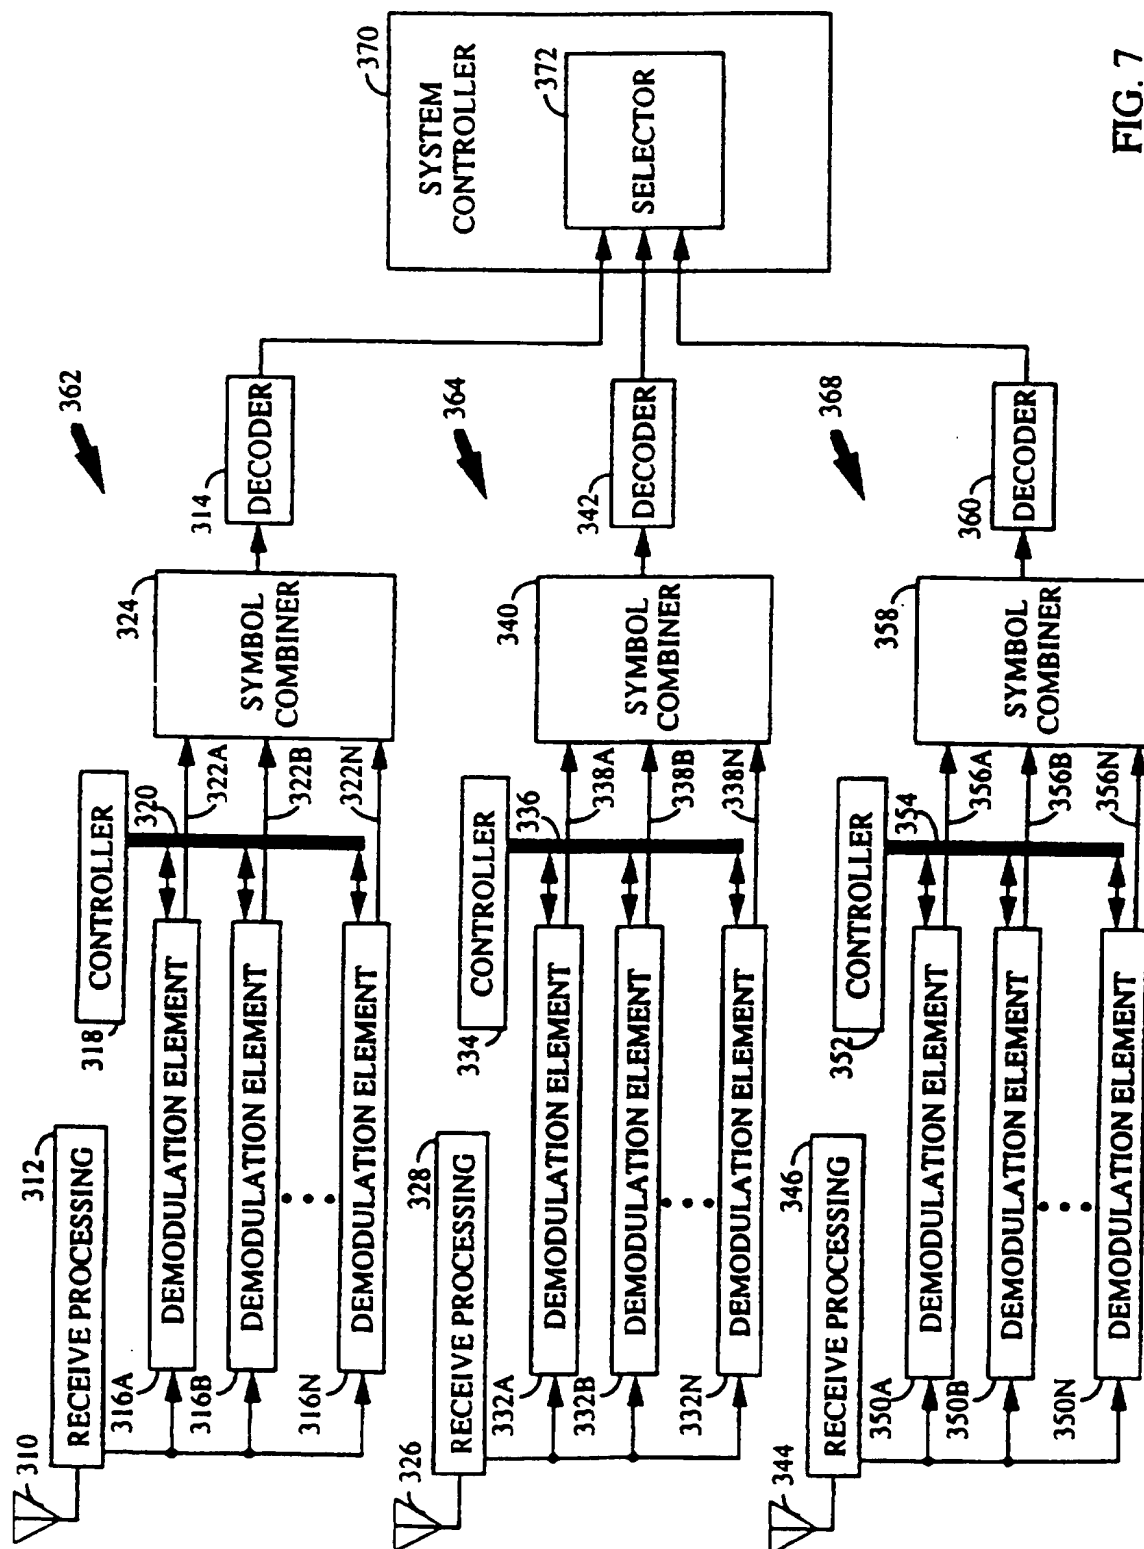 310
RECEIVE PROCESSING
312
316A
DEMODULATION ELEMENT
316B
DEMODULATION ELEMENT
316N
DEMODULATION ELEMENT
318
CONTROLLER
320
322A
322B
322N
324
SYMBOL
COMBINER
314
DECODER
362
326
RECEIVE PROCESSING
328
332A
DEMODULATION ELEMENT
332B
DEMODULATION ELEMENT
332N
DEMODULATION ELEMENT
334
CONTROLLER
336
338A
338B
338N
340
SYMBOL
COMBINER
342
DECODER
364
344
RECEIVE PROCESSING
346
350A
DEMODULATION ELEMENT
350B
DEMODULATION ELEMENT
350N
DEMODULATION ELEMENT
352
CONTROLLER
354
356A
356B
356N
358
SYMBOL
COMBINER
360
DECODER
368
370
SYSTEM
CONTROLLER
372
SELECTOR
FIG. 7